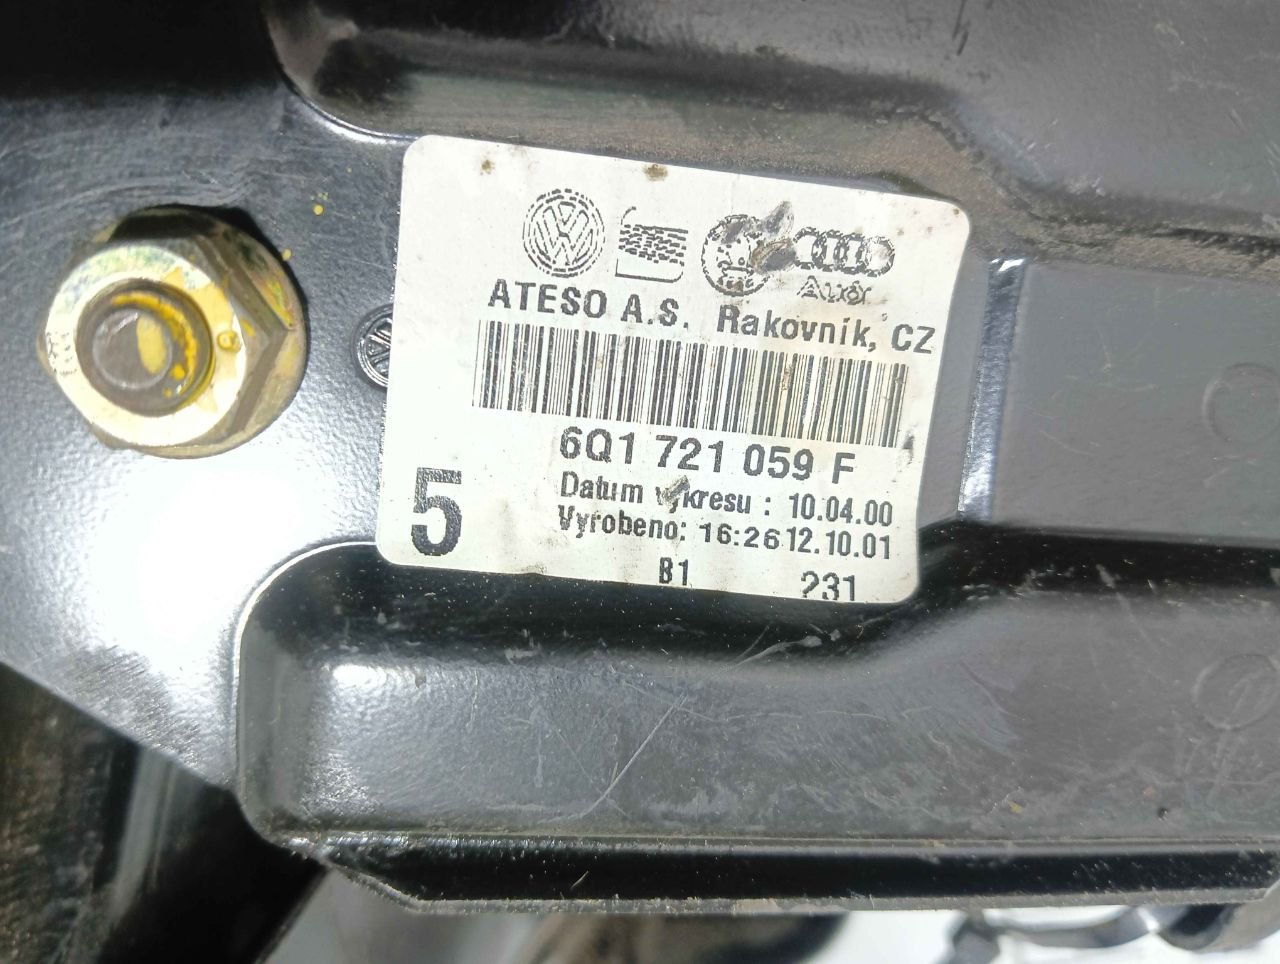 Audi
ATESO A.S. Rakovník, CZ
6Q1 721 059 F
5
Datum výkresu : 10.04.00
Vyrobeno: 16:26 12.10.01
B1 231